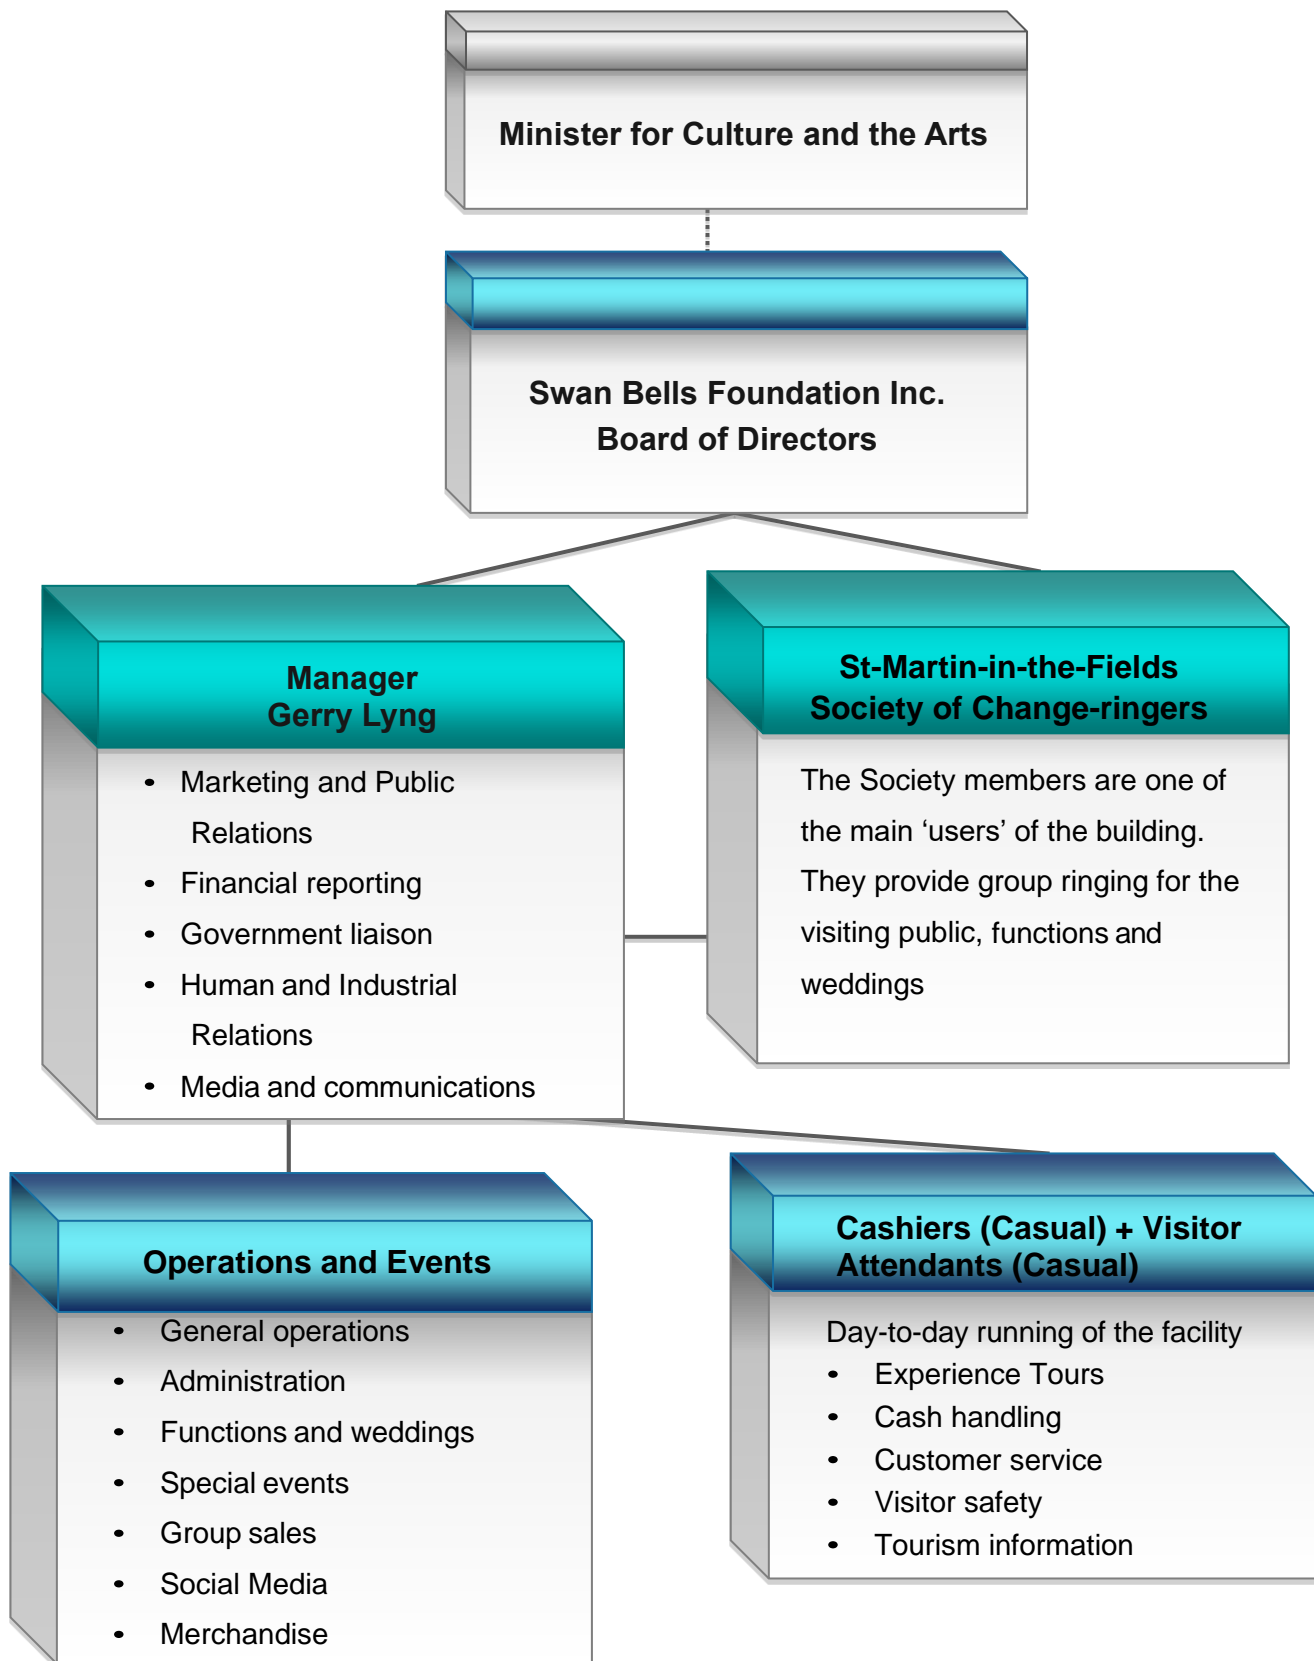 Minister for Culture and the Arts
Swan Bells Foundation Inc.
Board of Directors
Manager
Gerry Lyng
• Marketing and Public
Relations
• Financial reporting
• Government liaison
• Human and Industrial
Relations
• Media and communications
St-Martin-in-the-Fields
Society of Change-ringers
The Society members are one of
the main ‘users’ of the building.
They provide group ringing for the
visiting public, functions and
weddings
Operations and Events
• General operations
• Administration
• Functions and weddings
• Special events
• Group sales
• Social Media
• Merchandise
Cashiers (Casual) + Visitor
Attendants (Casual)
Day-to-day running of the facility
• Experience Tours
• Cash handling
• Customer service
• Visitor safety
• Tourism information